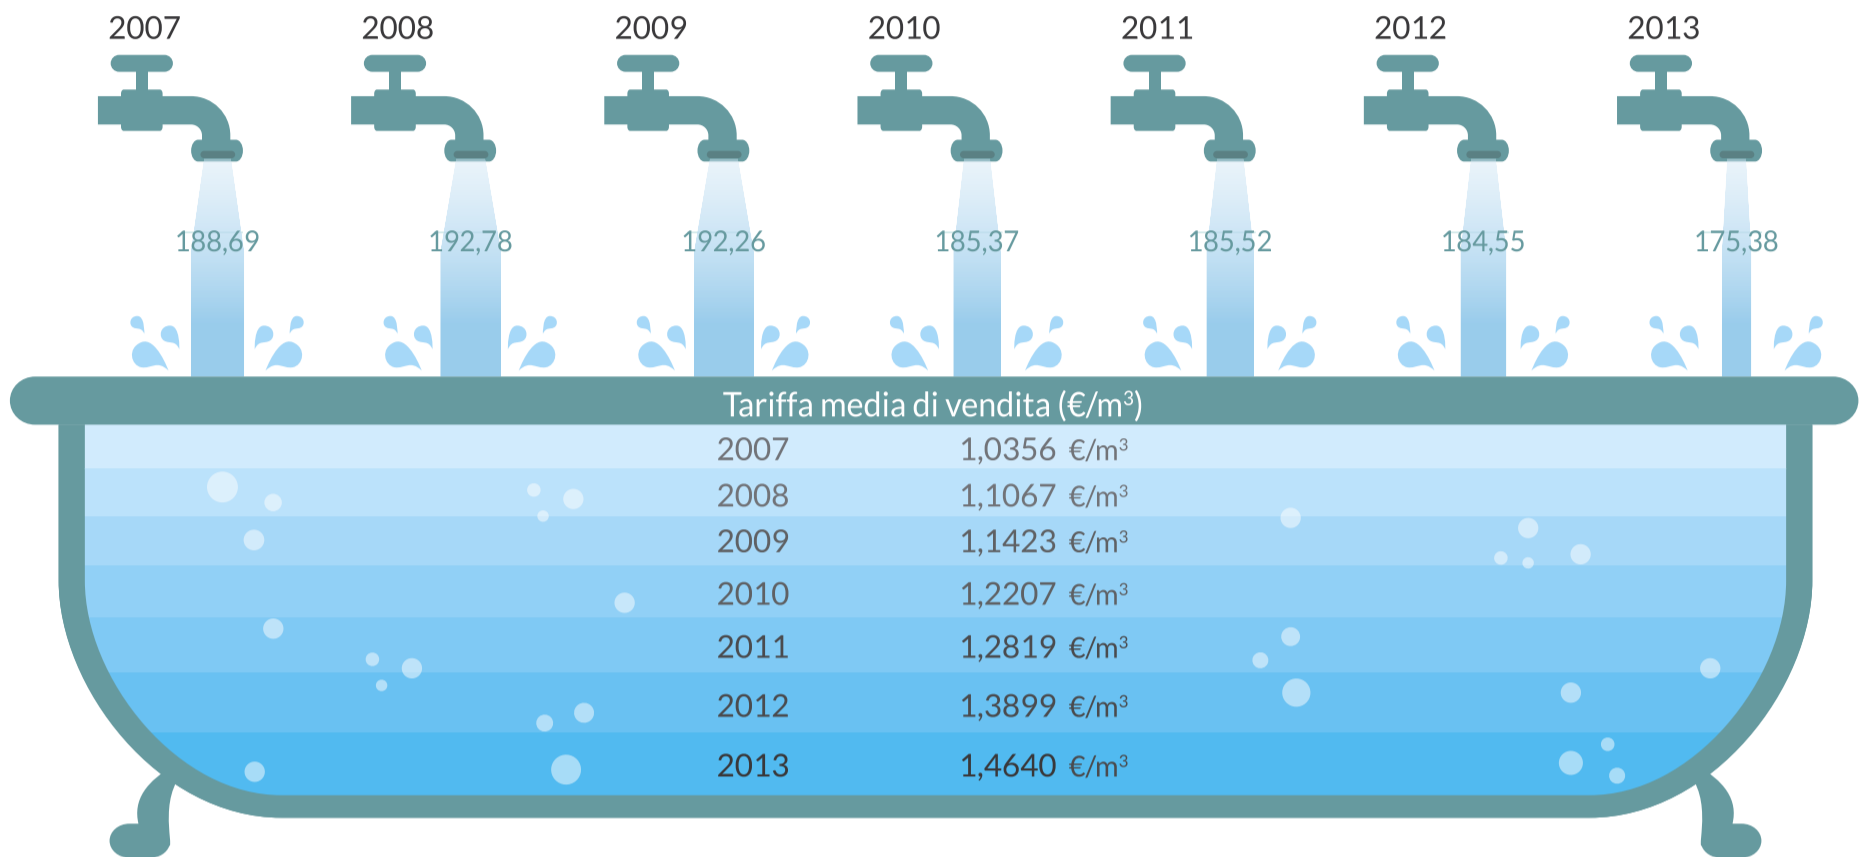 2007 2008 2009 2010 2011 2012 2013
188,69 192,78 192,26 185,37 185,52 184,55 175,38
Tariffa media di vendita (€/m³)
2007 1,0356 €/m³
2008 1,1067 €/m³
2009 1,1423 €/m³
2010 1,2207 €/m³
2011 1,2819 €/m³
2012 1,3899 €/m³
2013 1,4640 €/m³